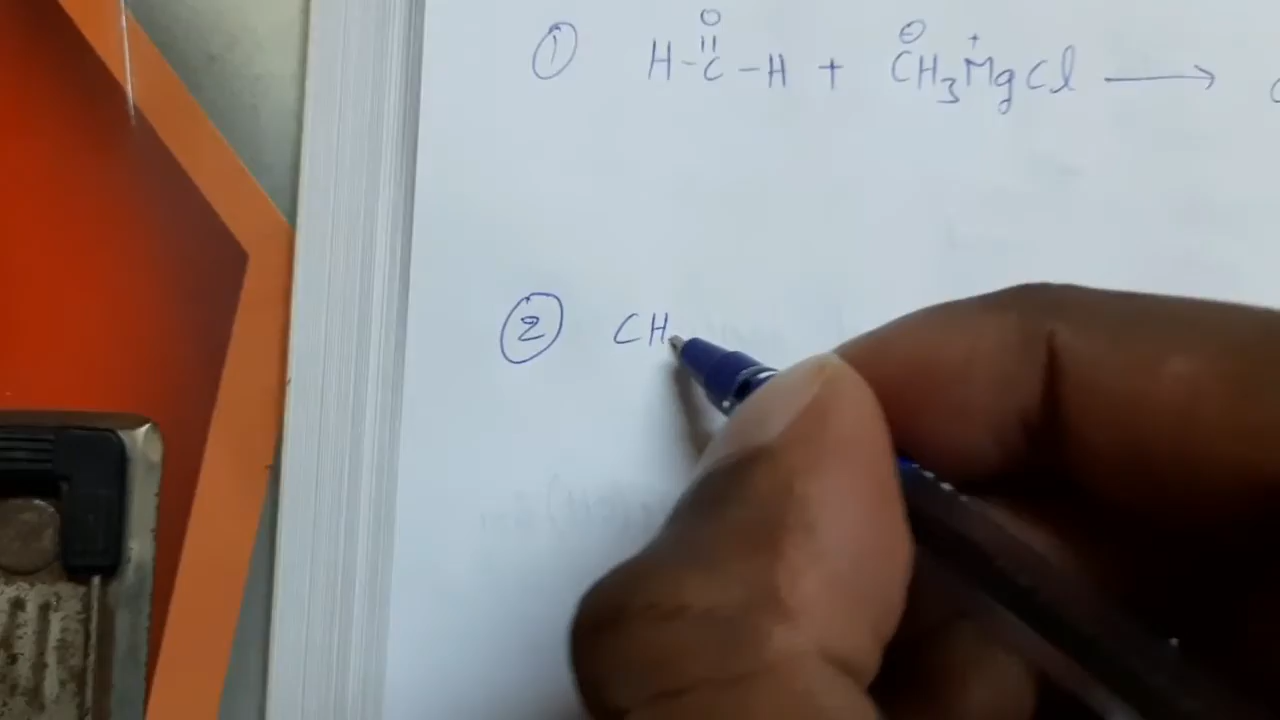 ① H-C-H + CH₃MgCl ⟶ C
O
||
⊖ +
② CH